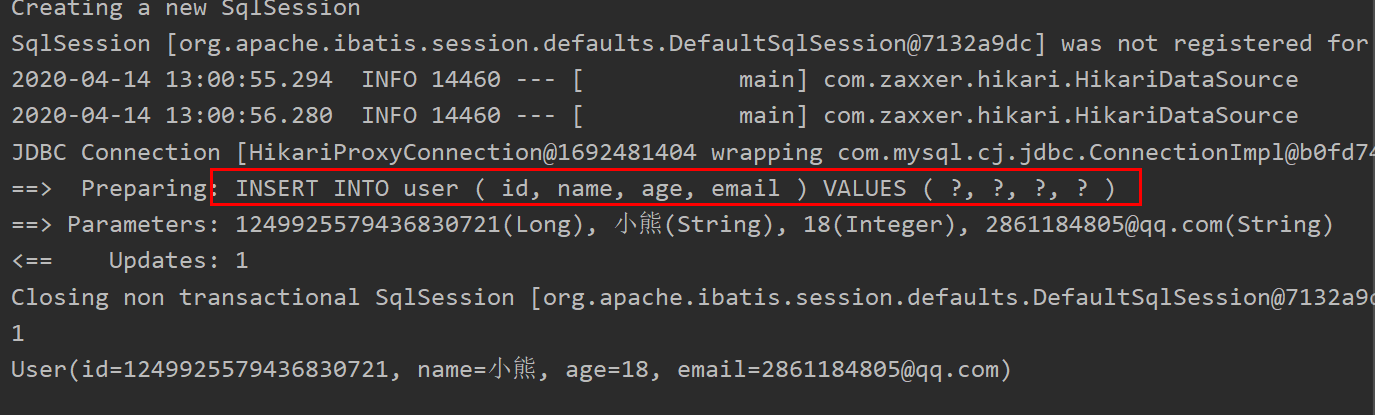 Creating a new SqlSession
SqlSession [org.apache.ibatis.session.defaults.DefaultSqlSession@7132a9dc] was not registered for
2020-04-14 13:00:55.294  INFO 14460 --- [           main] com.zaxxer.hikari.HikariDataSource
2020-04-14 13:00:56.280  INFO 14460 --- [           main] com.zaxxer.hikari.HikariDataSource
JDBC Connection [HikariProxyConnection@1692481404 wrapping com.mysql.cj.jdbc.ConnectionImpl@b0fd74
==>  Preparing: INSERT INTO user ( id, name, age, email ) VALUES ( ?, ?, ?, ? )
==> Parameters: 1249925579436830721(Long), 小熊(String), 18(Integer), 2861184805@qq.com(String)
<==    Updates: 1
Closing non transactional SqlSession [org.apache.ibatis.session.defaults.DefaultSqlSession@7132a9d
1
User(id=1249925579436830721, name=小熊, age=18, email=2861184805@qq.com)